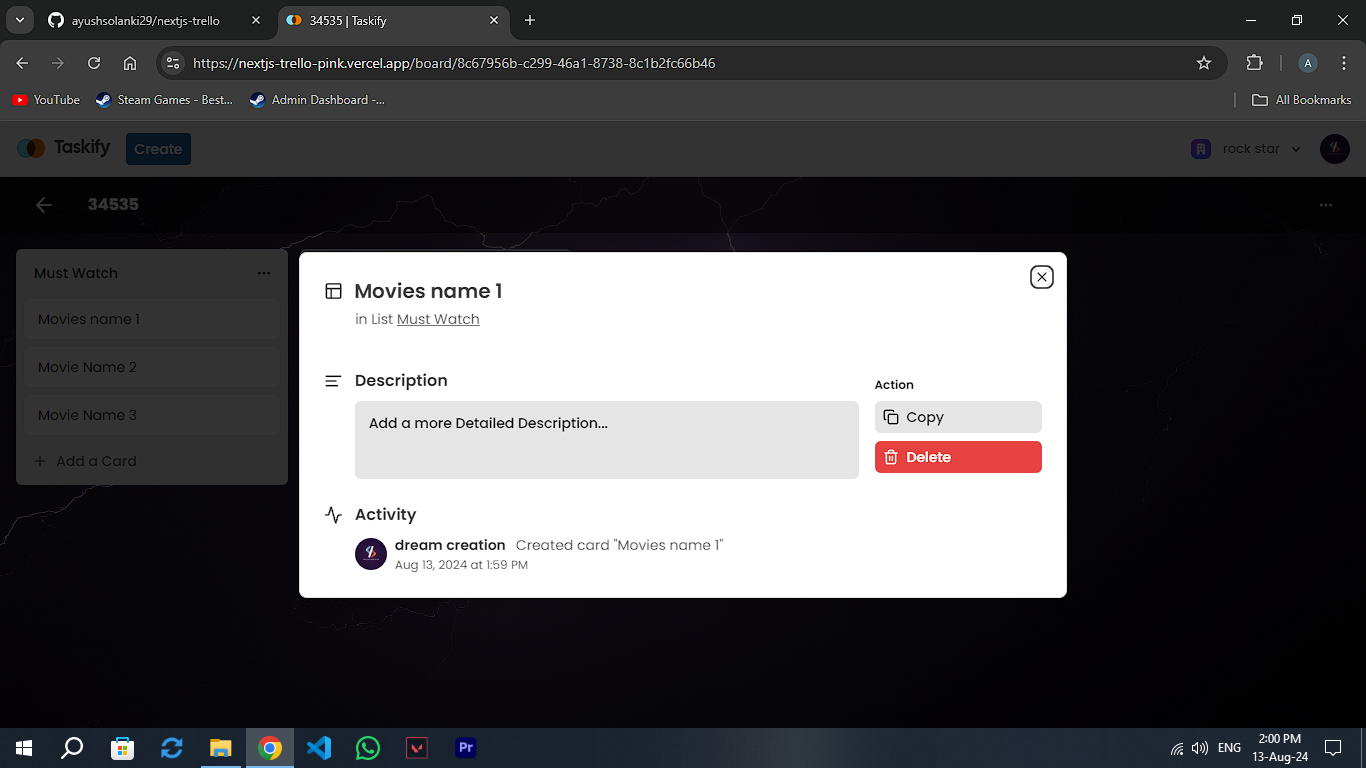 ayushsolanki29/nextjs-trello
34535 | Taskify
https://nextjs-trello-pink.vercel.app/board/8c67956b-c299-46a1-8738-8c1b2fc66b46
A
YouTube
Steam Games - Best...
Admin Dashboard -...
All Bookmarks
Taskify
Create
rock star
34535
Must Watch
Movies name 1
Movie Name 2
Movie Name 3
Add a Card
Movies name 1
in List Must Watch
Description
Add a more Detailed Description...
Action
Copy
Delete
Activity
dream creation Created card "Movies name 1"
Aug 13, 2024 at 1:59 PM
Pr
ENG
2:00 PM
13-Aug-24